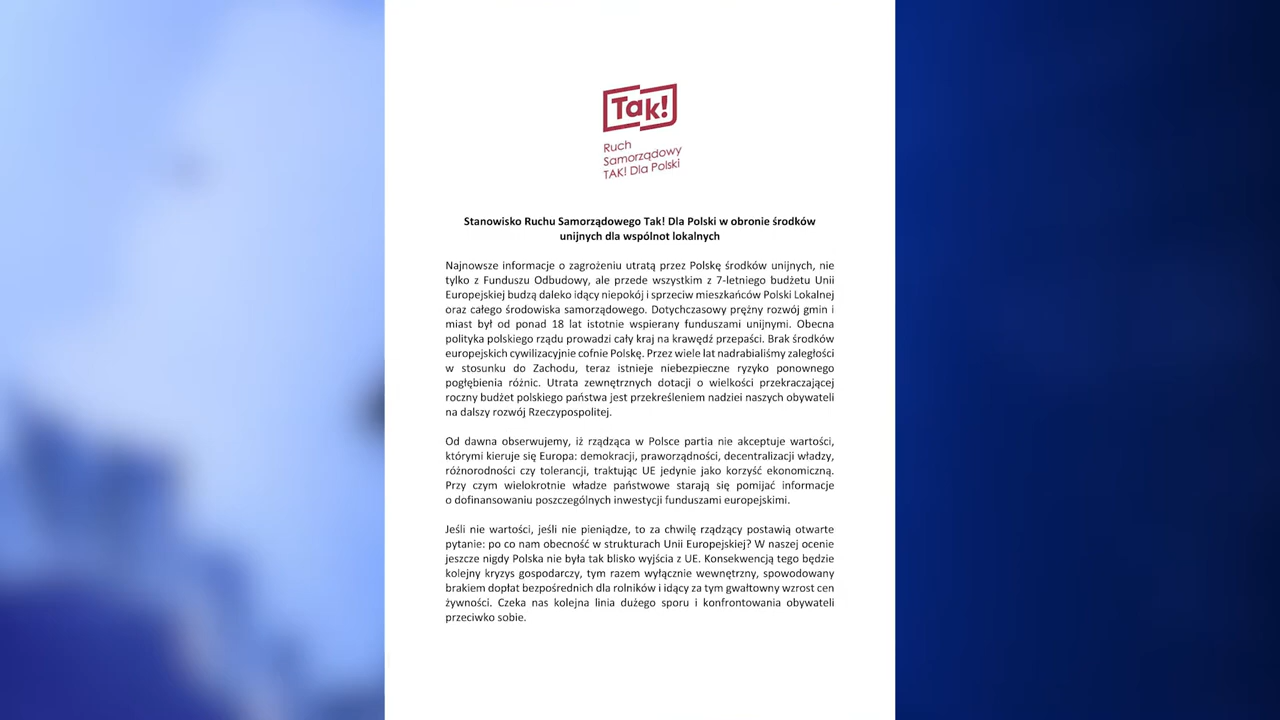 Tak!
Ruch
Samorządowy
TAK! Dla Polski
Stanowisko Ruchu Samorządowego Tak! Dla Polski w obronie środków
unijnych dla wspólnot lokalnych
Najnowsze informacje o zagrożeniu utratą przez Polskę środków unijnych, nie
tylko z Funduszu Odbudowy, ale przede wszystkim z 7-letniego budżetu Unii
Europejskiej budzą daleko idący niepokój i sprzeciw mieszkańców Polski Lokalnej
oraz całego środowiska samorządowego. Dotychczasowy prężny rozwój gmin i
miast był od ponad 18 lat istotnie wspierany funduszami unijnymi. Obecna
polityka polskiego rządu prowadzi cały kraj na krawędź przepaści. Brak środków
europejskich cywilizacyjnie cofnie Polskę. Przez wiele lat nadrabialiśmy zaległości
w stosunku do Zachodu, teraz istnieje niebezpieczne ryzyko ponownego
pogłębienia różnic. Utrata zewnętrznych dotacji o wielkości przekraczającej
roczny budżet polskiego państwa jest przekreśleniem nadziei naszych obywateli
na dalszy rozwój Rzeczypospolitej.
Od dawna obserwujemy, iż rządząca w Polsce partia nie akceptuje wartości,
którymi kieruje się Europa: demokracji, praworządności, decentralizacji władzy,
różnorodności czy tolerancji, traktując UE jedynie jako korzyść ekonomiczną.
Przy czym wielokrotnie władze państwowe starają się pomijać informacje
o dofinansowaniu poszczególnych inwestycji funduszami europejskimi.
Jeśli nie wartości, jeśli nie pieniądze, to za chwilę rządzący postawią otwarte
pytanie: po co nam obecność w strukturach Unii Europejskiej? W naszej ocenie
jeszcze nigdy Polska nie była tak blisko wyjścia z UE. Konsekwencją tego będzie
kolejny kryzys gospodarczy, tym razem wyłącznie wewnętrzny, spowodowany
brakiem dopłat bezpośrednich dla rolników i idący za tym gwałtowny wzrost cen
żywności. Czeka nas kolejna linia dużego sporu i konfrontowania obywateli
przeciwko sobie.